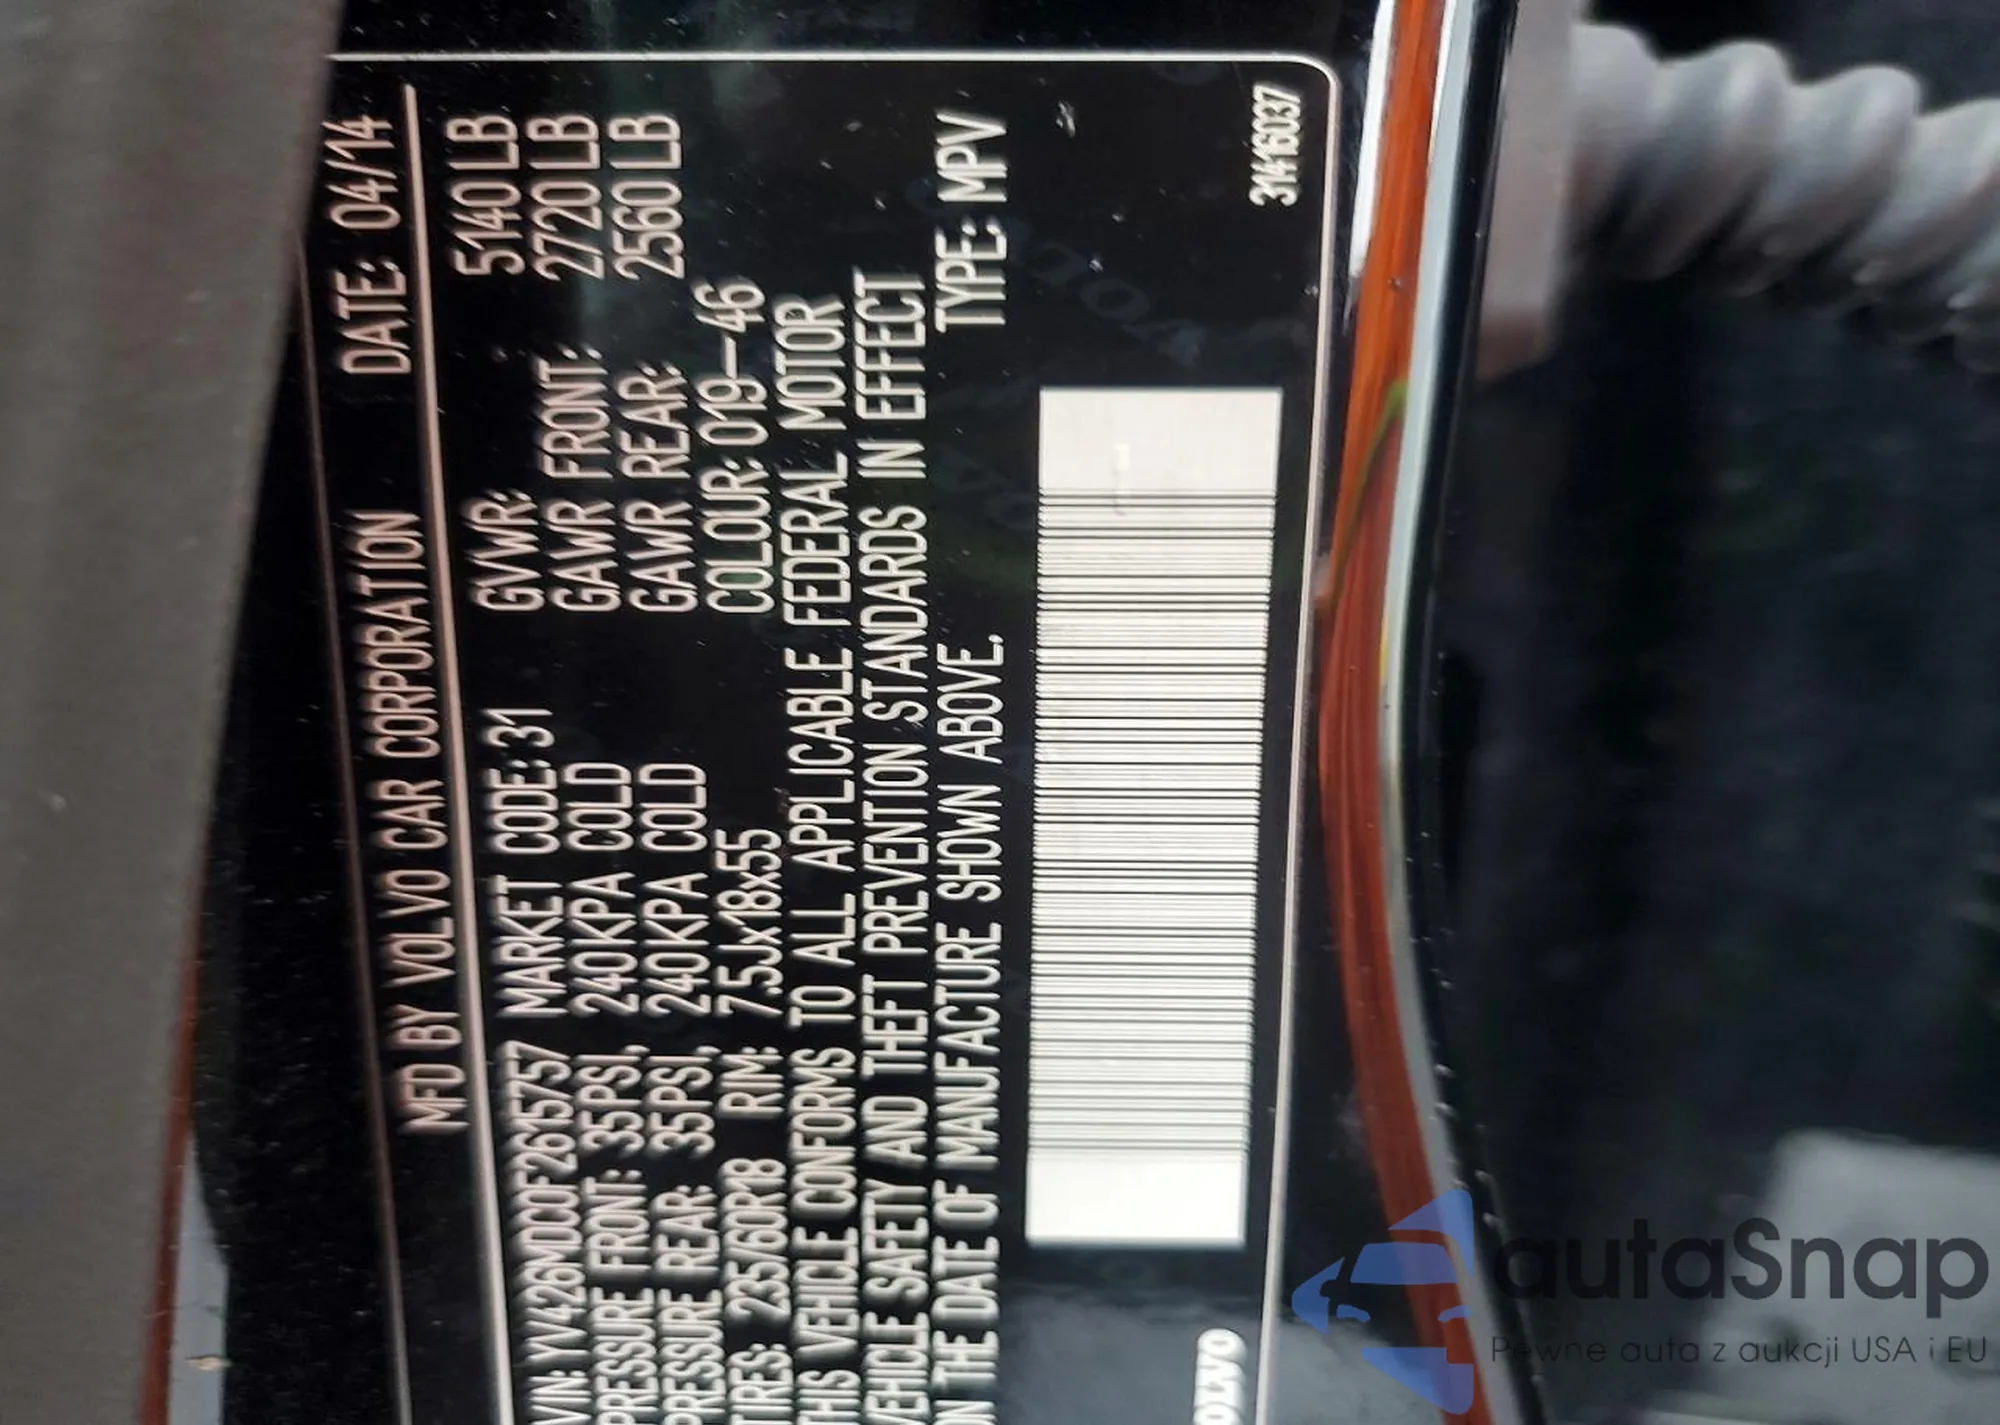 MFD BY VOLVO CAR CORPORATION DATE: 04/14
VIN: YV426MDC0F2615757 MARKET CODE: 31 GVWR: 5140 LB
PRESSURE FRONT: 35PSI, 240KPA COLD GAWR FRONT: 2720 LB
PRESSURE REAR: 35PSI, 240KPA COLD GAWR REAR: 2560 LB
TIRES: 235/60R18 RIM: 7.5Jx18x55 COLOUR: 019-46
THIS VEHICLE CONFORMS TO ALL APPLICABLE FEDERAL MOTOR
VEHICLE SAFETY AND THEFT PREVENTION STANDARDS IN EFFECT
ON THE DATE OF MANUFACTURE SHOWN ABOVE. TYPE: MPV
31416037
autaSnap
Pewne auta z aukcji USA i EU